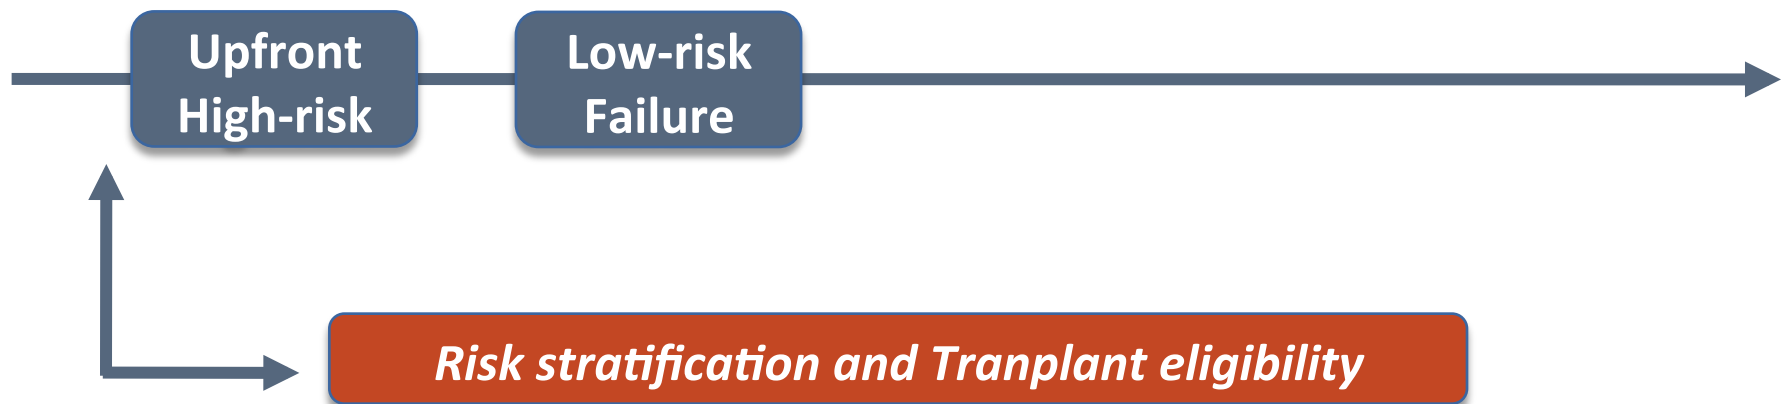 Upfront
High-risk
Low-risk
Failure
Risk stratification and Tranplant eligibility